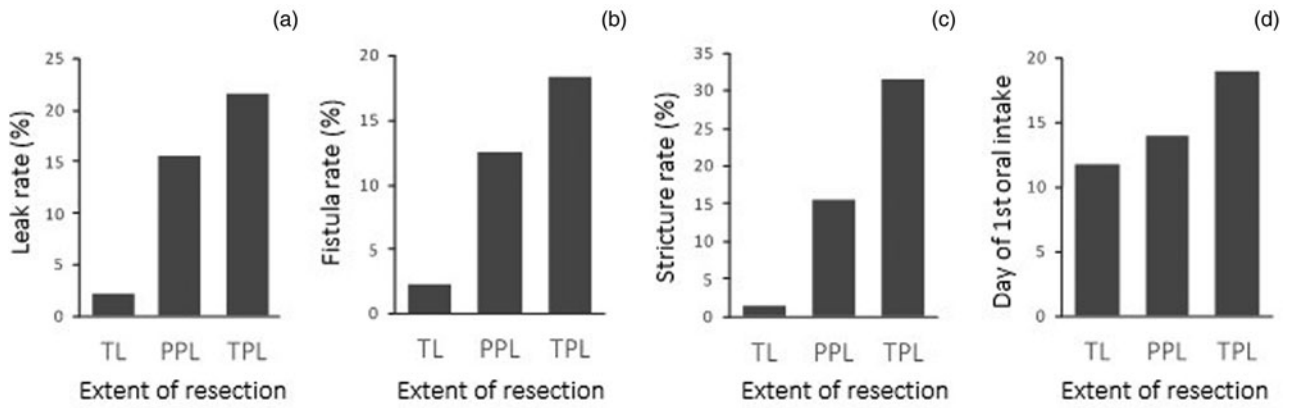 (a)
Leak rate (%)
25
20
15
10
5
0
TL PPL TPL
Extent of resection
(b)
Fistula rate (%)
20
15
10
5
0
TL PPL TPL
Extent of resection
(c)
Stricture rate (%)
35
30
25
20
15
10
5
0
TL PPL TPL
Extent of resection
(d)
Day of 1st oral intake
20
15
10
5
0
TL PPL TPL
Extent of resection